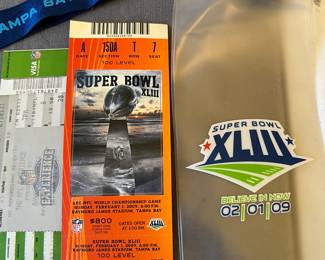 TAMPA BAY
VISA
A 150A T 7
GATE SECTION ROW SEAT
100 LEVEL
SUPER BOWL
XLIII
AFC-NFC WORLD CHAMPIONSHIP GAME
SUNDAY, FEBRUARY 1, 2009, 6:00 P.M.
RAYMOND JAMES STADIUM, TAMPA BAY
$800
GATES OPEN
AT 1:00 P.M.
SUPER BOWL XLIII
SUNDAY, FEBRUARY 1, 2009, 6:00 P.M.
RAYMOND JAMES STADIUM, TAMPA BAY
100 LEVEL
SUPER BOWL
XLIII
BELIEVE IN NOW
02|01|09